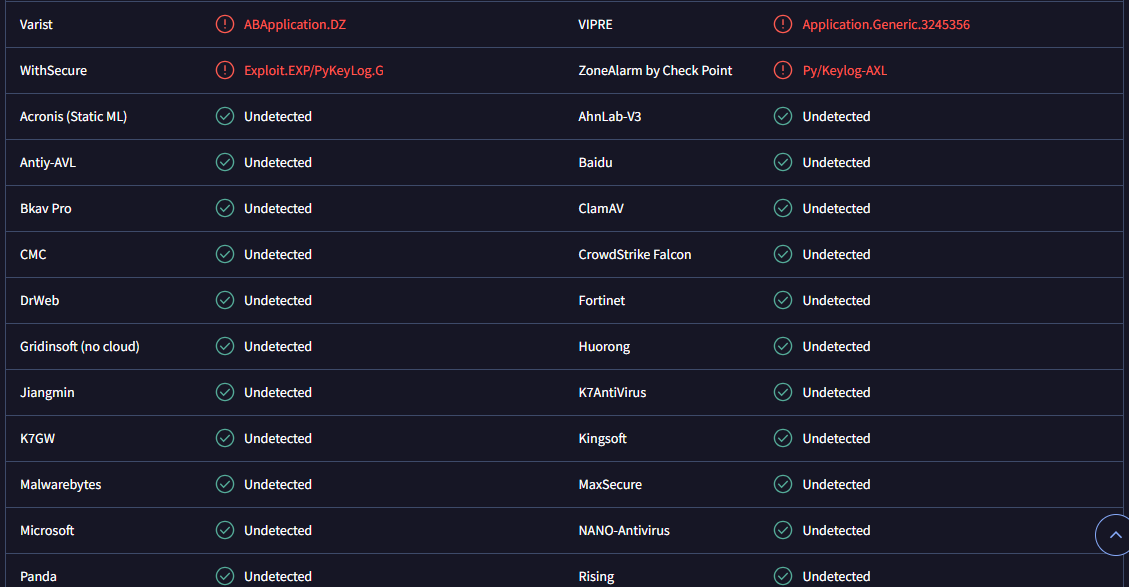 Varist ABApplication.DZ VIPRE Application.Generic.3245356
WithSecure Exploit.EXP/PyKeyLog.G ZoneAlarm by Check Point Py/Keylog-AXL
Acronis (Static ML) Undetected AhnLab-V3 Undetected
Antiy-AVL Undetected Baidu Undetected
Bkav Pro Undetected ClamAV Undetected
CMC Undetected CrowdStrike Falcon Undetected
DrWeb Undetected Fortinet Undetected
Gridinsoft (no cloud) Undetected Huorong Undetected
Jiangmin Undetected K7AntiVirus Undetected
K7GW Undetected Kingsoft Undetected
Malwarebytes Undetected MaxSecure Undetected
Microsoft Undetected NANO-Antivirus Undetected
Panda Undetected Rising Undetected